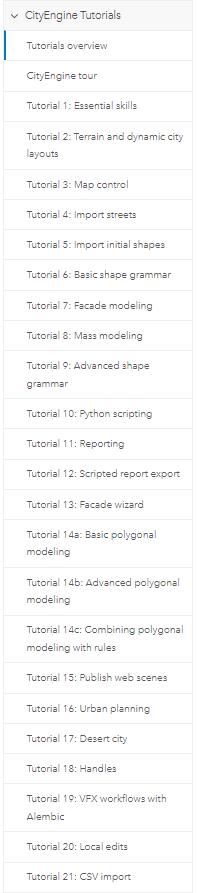 CityEngine Tutorials
Tutorials overview
CityEngine tour
Tutorial 1: Essential skills
Tutorial 2: Terrain and dynamic city
layouts
Tutorial 3: Map control
Tutorial 4: Import streets
Tutorial 5: Import initial shapes
Tutorial 6: Basic shape grammar
Tutorial 7: Facade modeling
Tutorial 8: Mass modeling
Tutorial 9: Advanced shape
grammar
Tutorial 10: Python scripting
Tutorial 11: Reporting
Tutorial 12: Scripted report export
Tutorial 13: Facade wizard
Tutorial 14a: Basic polygonal
modeling
Tutorial 14b: Advanced polygonal
modeling
Tutorial 14c: Combining polygonal
modeling with rules
Tutorial 15: Publish web scenes
Tutorial 16: Urban planning
Tutorial 17: Desert city
Tutorial 18: Handles
Tutorial 19: VFX workflows with
Alembic
Tutorial 20: Local edits
Tutorial 21: CSV import